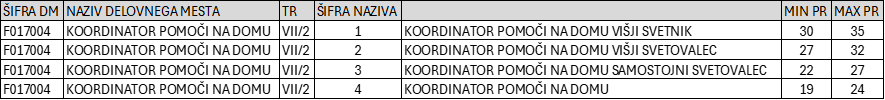 ŠIFRA DM NAZIV DELOVNEGA MESTA TR ŠIFRA NAZIVA MIN PR MAX PR
F017004 KOORDINATOR POMOČI NA DOMU VII/2 1 KOORDINATOR POMOČI NA DOMU VIŠJI SVETNIK 30 35
F017004 KOORDINATOR POMOČI NA DOMU VII/2 2 KOORDINATOR POMOČI NA DOMU VIŠJI SVETOVALEC 27 32
F017004 KOORDINATOR POMOČI NA DOMU VII/2 3 KOORDINATOR POMOČI NA DOMU SAMOSTOJNI SVETOVALEC 22 27
F017004 KOORDINATOR POMOČI NA DOMU VII/2 4 KOORDINATOR POMOČI NA DOMU 19 24